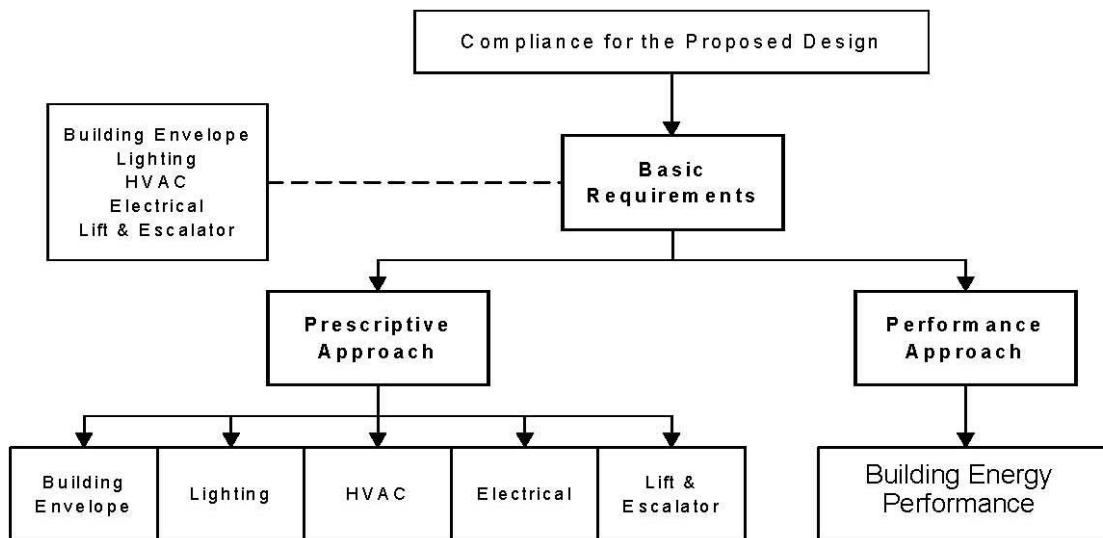 Compliance for the Proposed Design
Building Envelope
Lighting
HVAC
Electrical
Lift & Escalator
Basic
Requirements
Prescriptive
Approach
Performance
Approach
Building
Envelope
Lighting
HVAC
Electrical
Lift &
Escalator
Building Energy
Performance